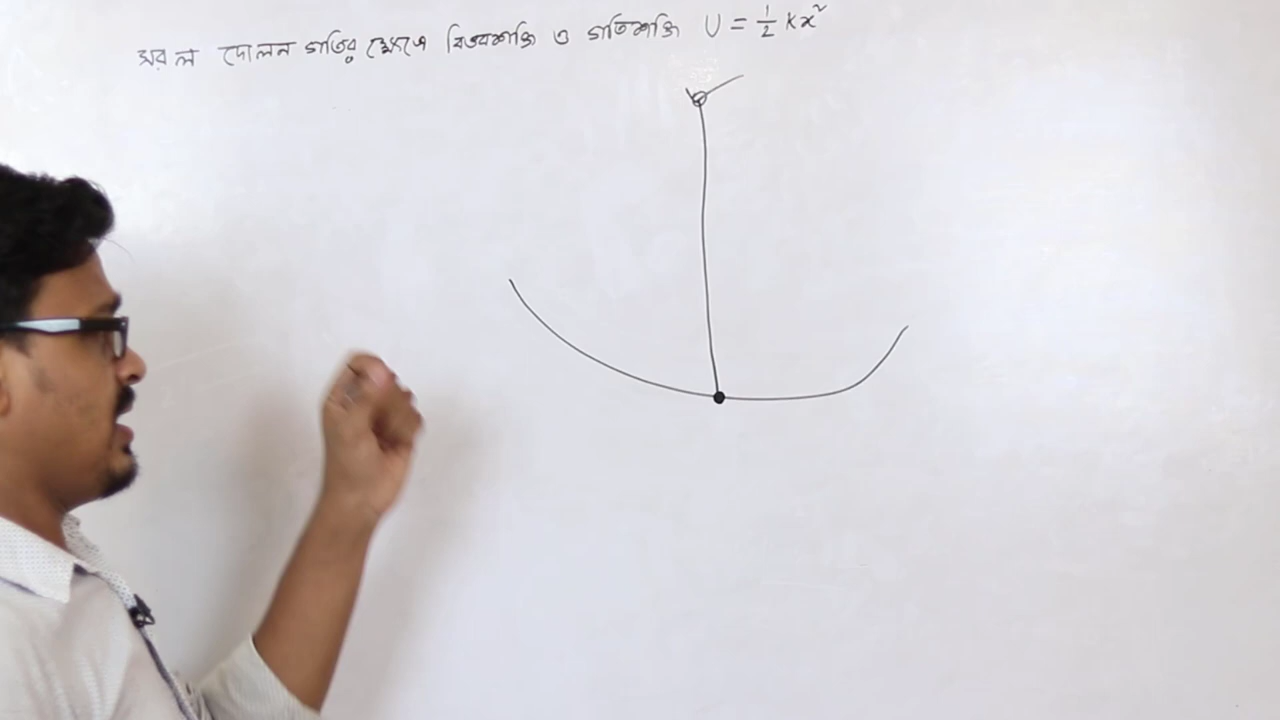 সরল দোলন গতির ক্ষেত্রে বিভবশক্তি ও গতিশক্তি U = ½ kx²